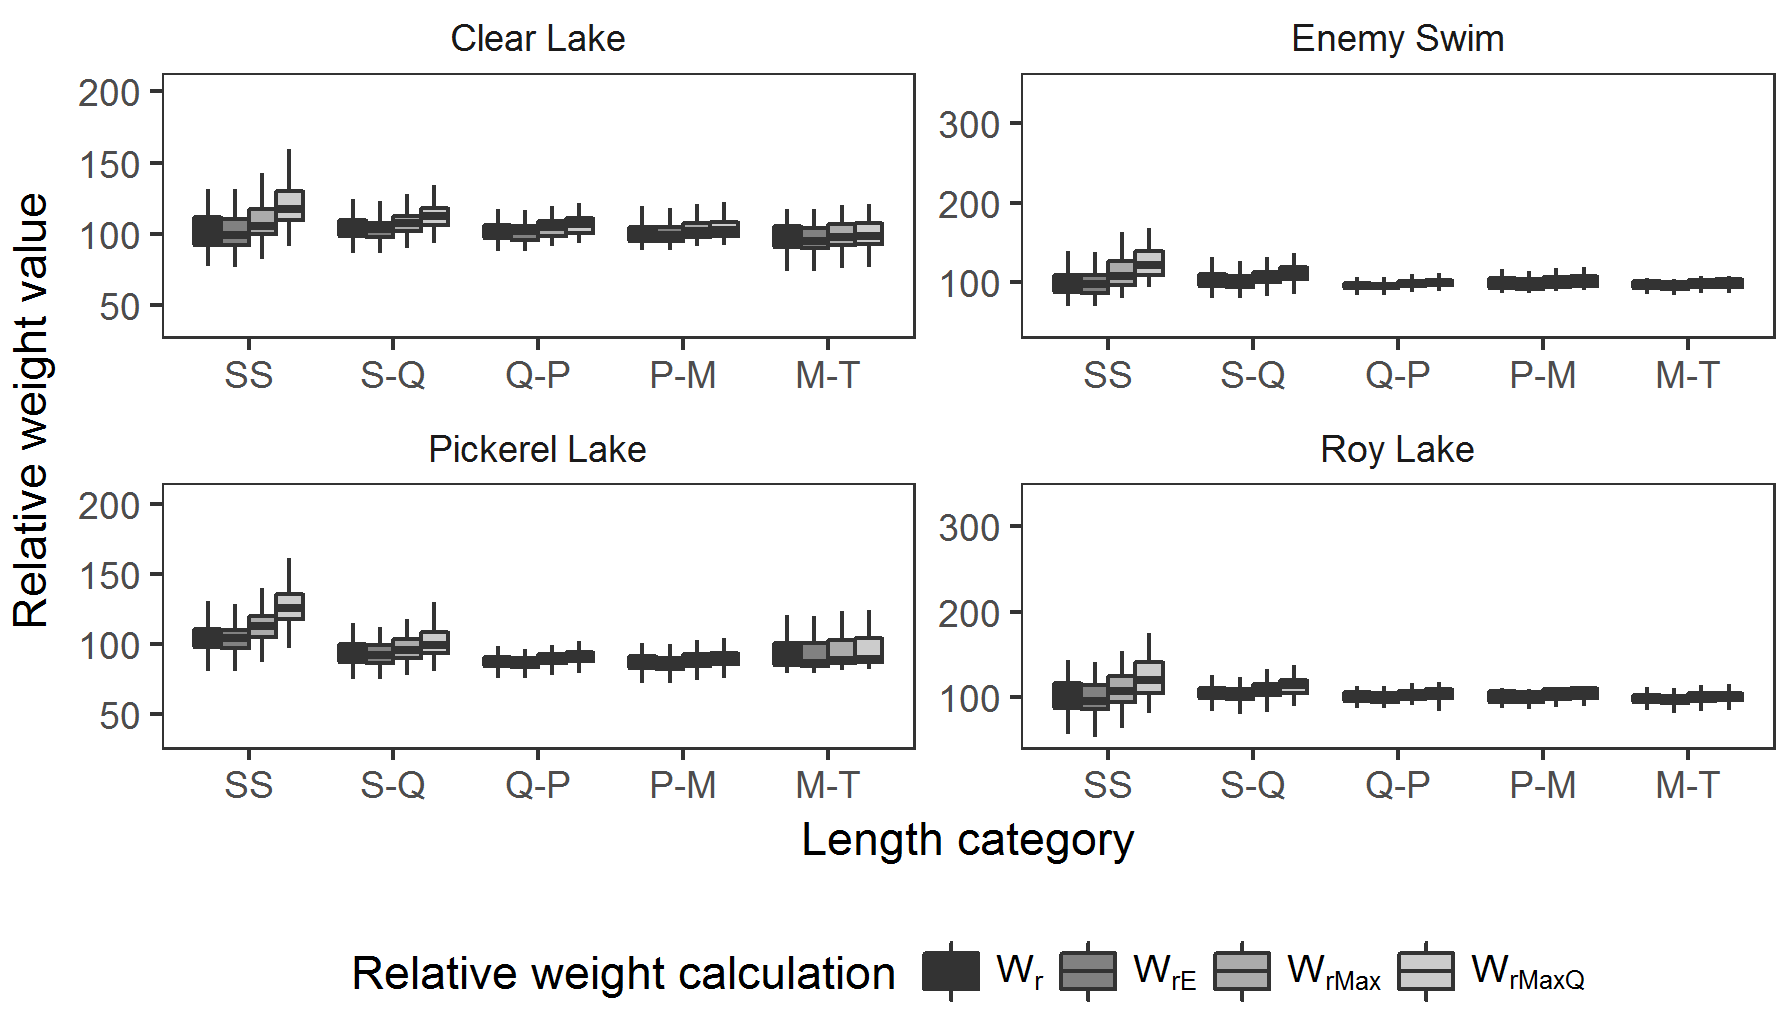 Clear Lake
Enemy Swim
200
150
100
50
300
200
100
SS S-Q Q-P P-M M-T
SS S-Q Q-P P-M M-T
Relative weight value
Pickerel Lake
Roy Lake
200
150
100
50
300
200
100
SS S-Q Q-P P-M M-T
SS S-Q Q-P P-M M-T
Length category
Relative weight calculation Wr WrE WrMax WrMaxQ